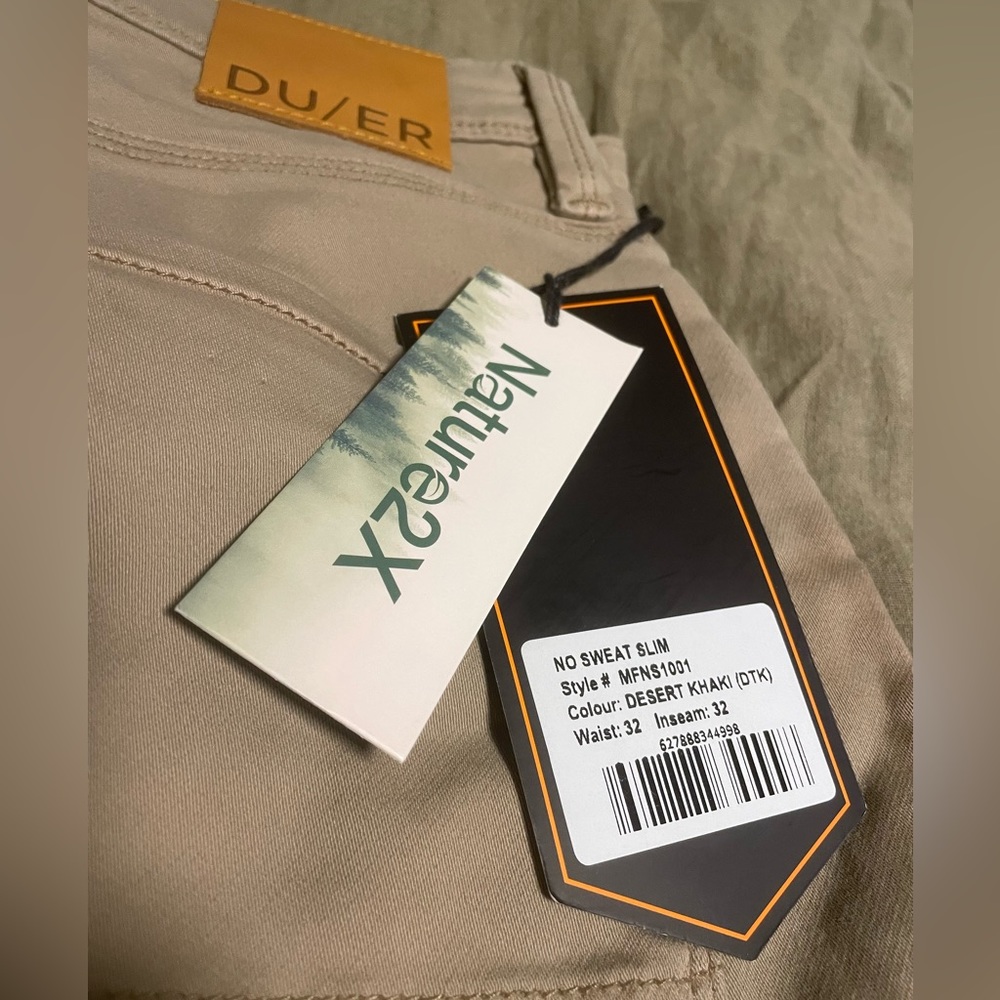 DU/ER
Nature2X
NO SWEAT SLIM
Style # MFNS1001
Colour: DESERT KHAKI (DTK)
Waist: 32 Inseam: 32
627888344998